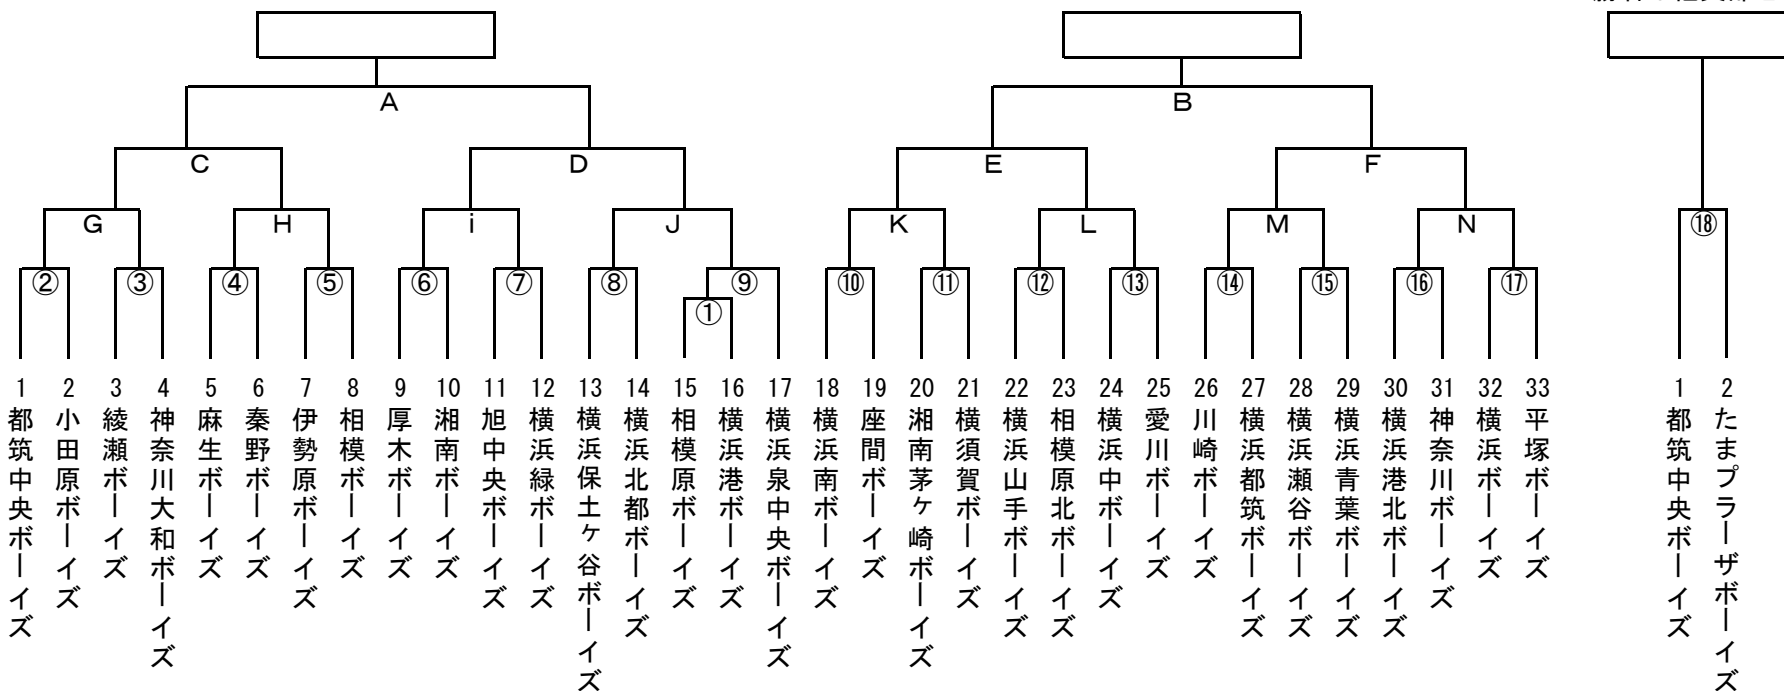 A
B
C
D
E
F
G
H
i
J
K
L
M
N
⑱
②
③
④
⑤
⑥
⑦
⑧
⑨
⑩
⑪
⑫
⑬
⑭
⑮
⑯
⑰
①
1 都筑中央ボーイズ
2 小田原ボーイズ
3 綾瀬ボーイズ
4 神奈川大和ボーイズ
5 麻生ボーイズ
6 秦野ボーイズ
7 伊勢原ボーイズ
8 相模ボーイズ
9 厚木ボーイズ
10 湘南ボーイズ
11 旭中央ボーイズ
12 横浜緑ボーイズ
13 横浜保土ヶ谷ボーイズ
14 横浜北都ボーイズ
15 相模原ボーイズ
16 横浜港ボーイズ
17 横浜泉中央ボーイズ
18 横浜南ボーイズ
19 座間ボーイズ
20 湘南茅ヶ崎ボーイズ
21 横須賀ボーイズ
22 横浜山手ボーイズ
23 相模原北ボーイズ
24 横浜中ボーイズ
25 愛川ボーイズ
26 川崎ボーイズ
27 横浜都筑ボーイズ
28 横浜瀬谷ボーイズ
29 横浜青葉ボーイズ
30 横浜港北ボーイズ
31 神奈川ボーイズ
32 横浜ボーイズ
33 平塚ボーイズ
1 都筑中央ボーイズ
2 たまプラーザボーイズ